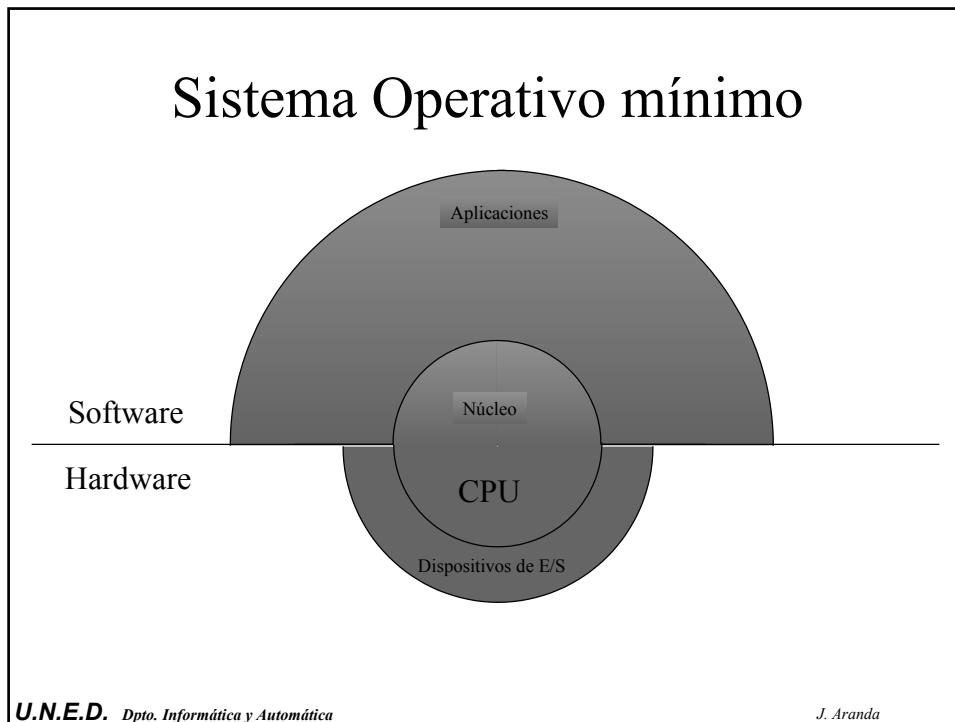 Sistema Operativo mínimo
Aplicaciones
Núcleo
Software
Hardware
CPU
Dispositivos de E/S
U.N.E.D. Dpto. Informática y Automática
J. Aranda